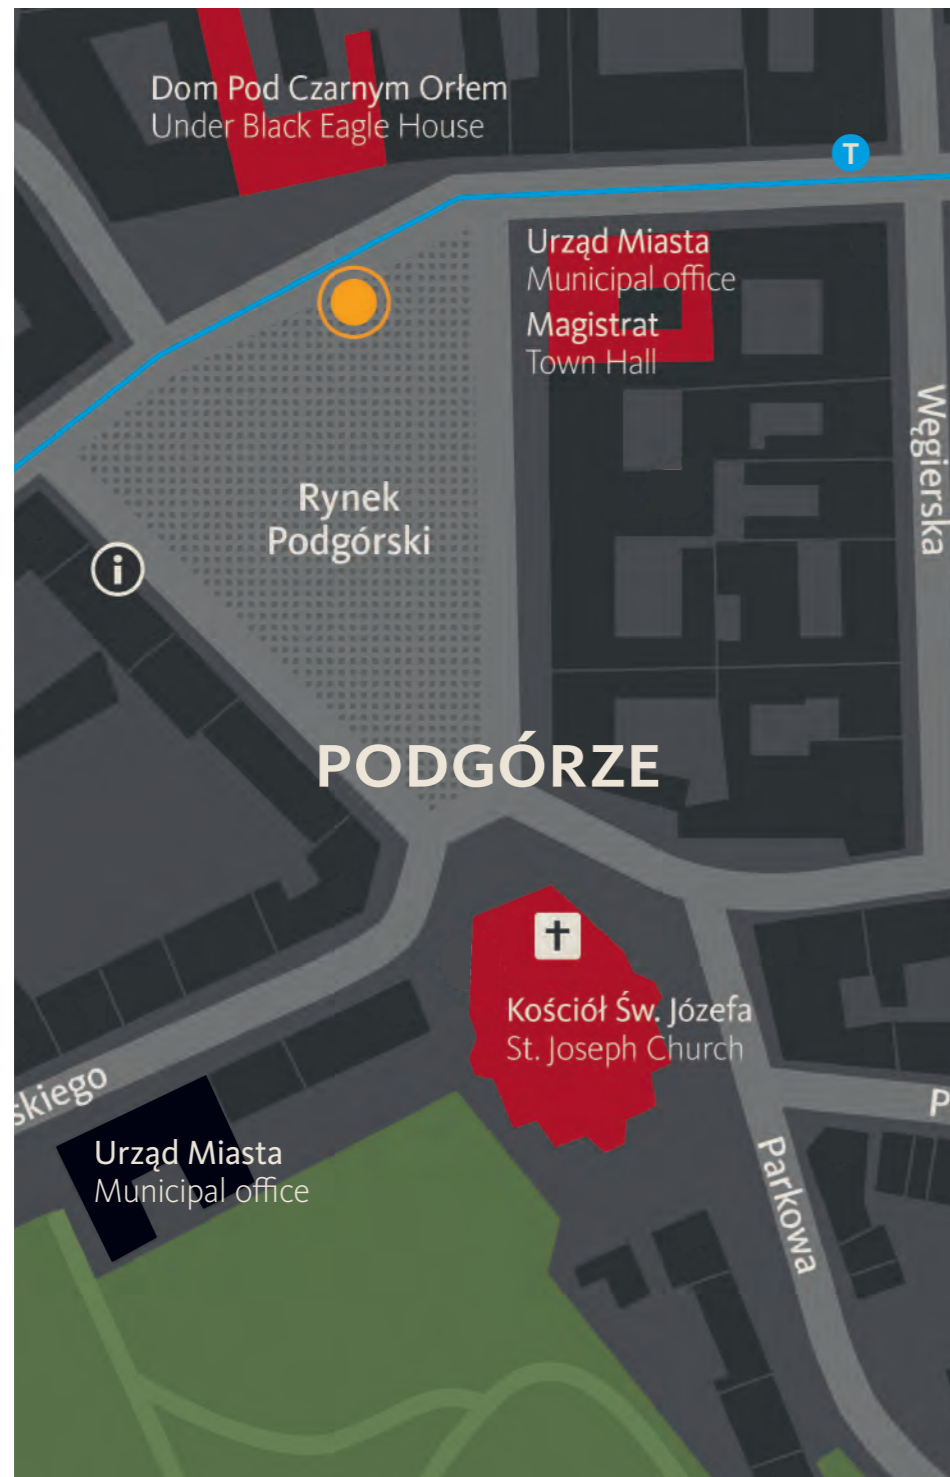 Dom Pod Czarnym Orłem
Under Black Eagle House
T
Urząd Miasta
Municipal office
Magistrat
Town Hall
Węgierska
Rynek
Podgórski
i
PODGÓRZE
Kościół Św. Józefa
St. Joseph Church
skiego
P
Urząd Miasta
Municipal office
Parkowa